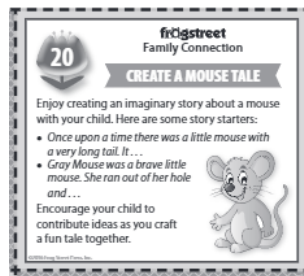 20
frogstreet
Family Connection
CREATE A MOUSE TALE
Enjoy creating an imaginary story about a mouse
with your child. Here are some story starters:
• Once upon a time there was a little mouse with
a very long tail. It . . .
• Gray Mouse was a brave little
mouse. She ran out of her hole
and . . .
Encourage your child to
contribute ideas as you craft
a fun tale together.